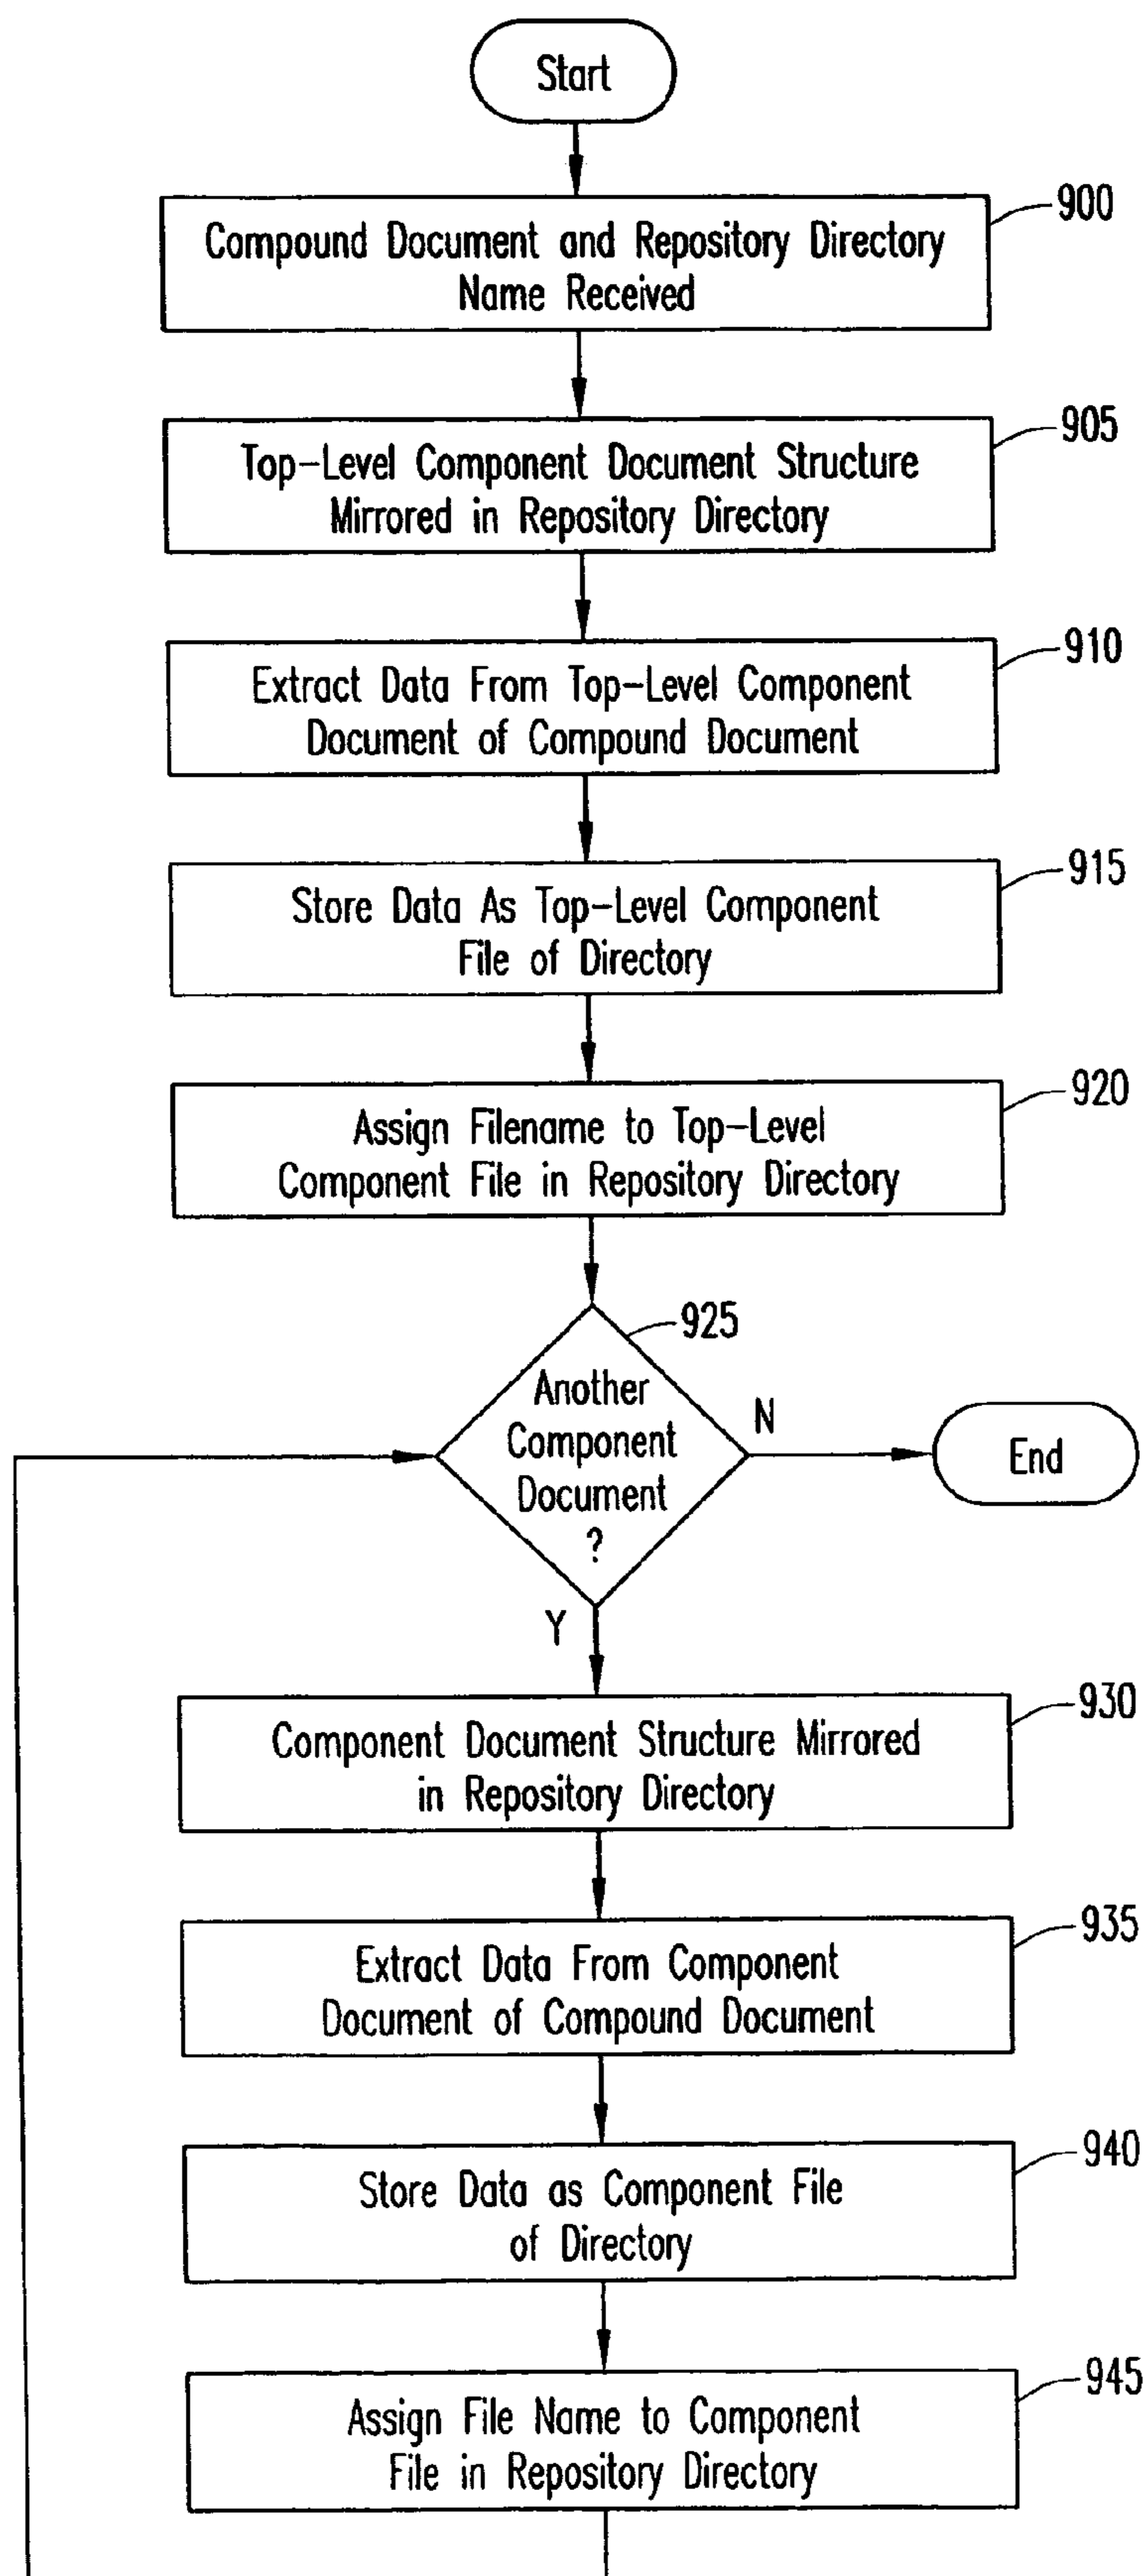 Start
900
Compound Document and Repository Directory
Name Received
905
Top-Level Component Document Structure
Mirrored in Repository Directory
910
Extract Data From Top-Level Component
Document of Compound Document
915
Store Data As Top-Level Component
File of Directory
920
Assign Filename to Top-Level
Component File in Repository Directory
925
Another
Component
Document
?
N
End
Y
930
Component Document Structure Mirrored
in Repository Directory
935
Extract Data From Component
Document of Compound Document
940
Store Data as Component File
of Directory
945
Assign File Name to Component
File in Repository Directory